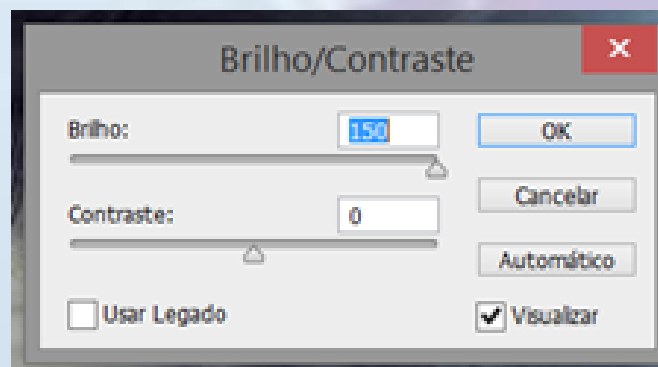 Brilho/Contraste
Brilho: 150
OK
Cancelar
Contraste: 0
Automático
Usar Legado
Visualizar